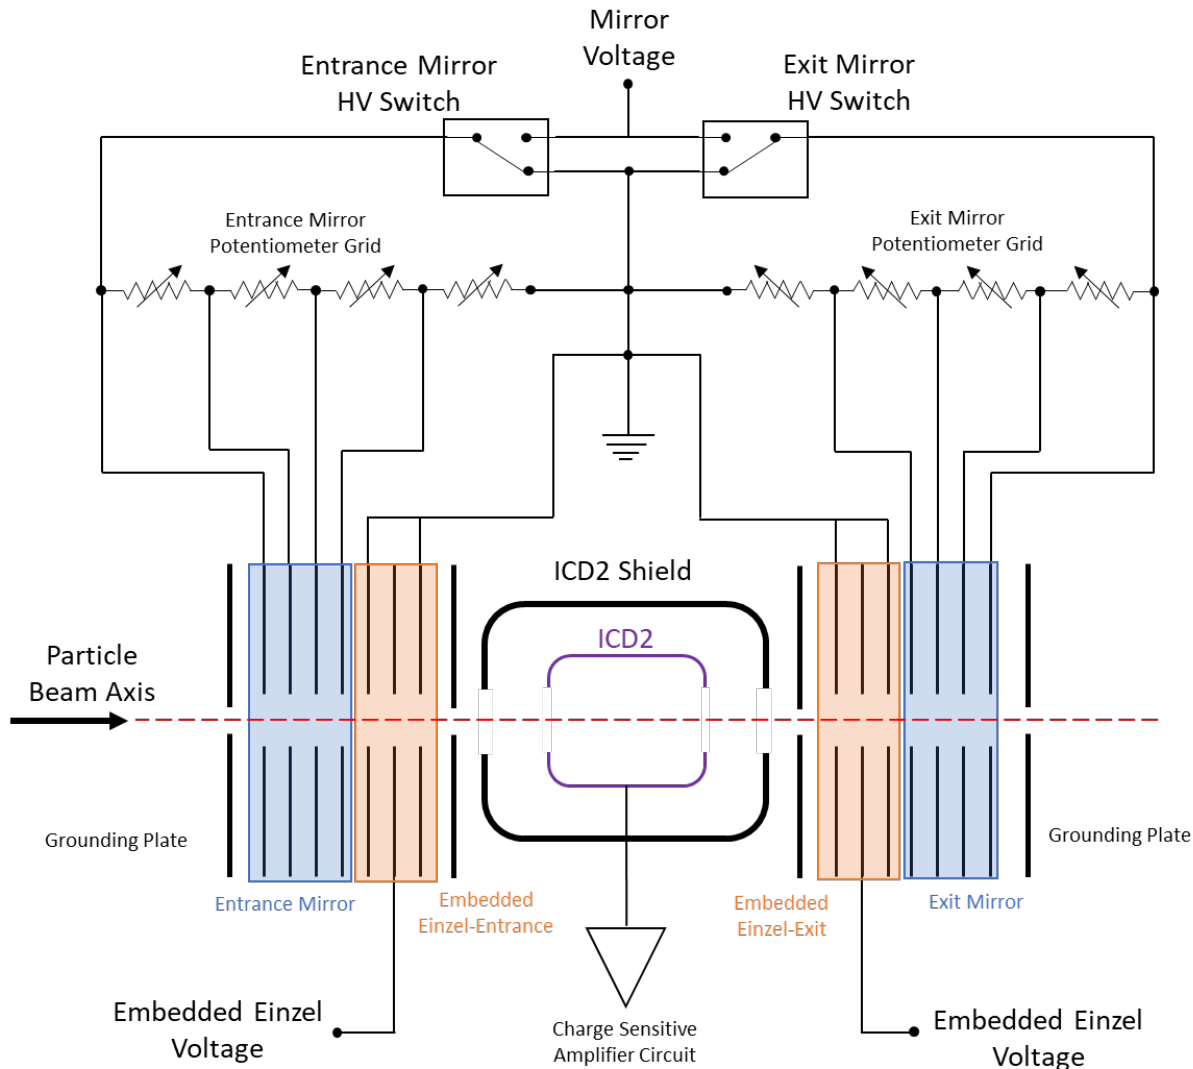 Mirror
Voltage
Entrance Mirror
HV Switch
Exit Mirror
HV Switch
Entrance Mirror
Potentiometer Grid
Exit Mirror
Potentiometer Grid
ICD2 Shield
ICD2
Particle
Beam Axis
Grounding Plate
Grounding Plate
Entrance Mirror
Embedded
Einzel-Entrance
Embedded
Einzel-Exit
Exit Mirror
Embedded Einzel
Voltage
Charge Sensitive
Amplifier Circuit
Embedded Einzel
Voltage